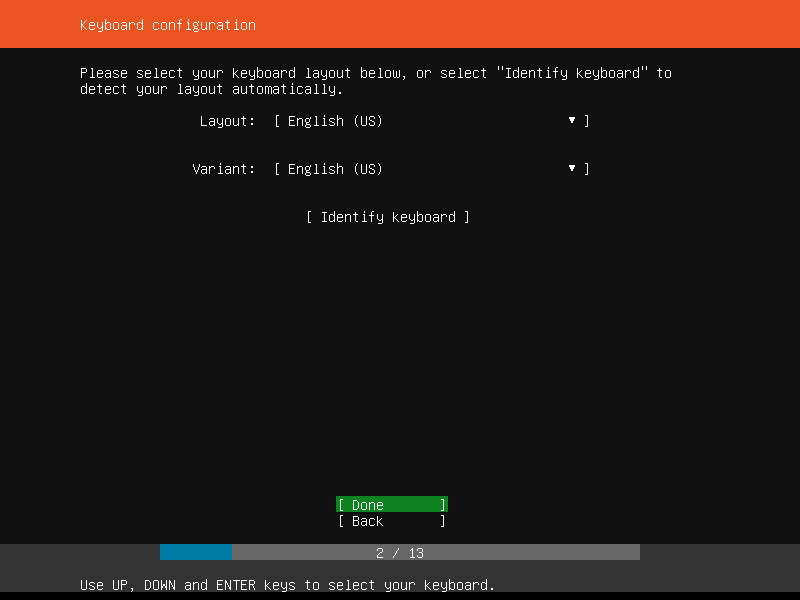 Keyboard configuration
Please select your keyboard layout below, or select "Identify keyboard" to
detect your layout automatically.
Layout: [ English (US) ▼ ]
Variant: [ English (US) ▼ ]
[ Identify keyboard ]
[ Done ]
[ Back ]
2 / 13
Use UP, DOWN and ENTER keys to select your keyboard.